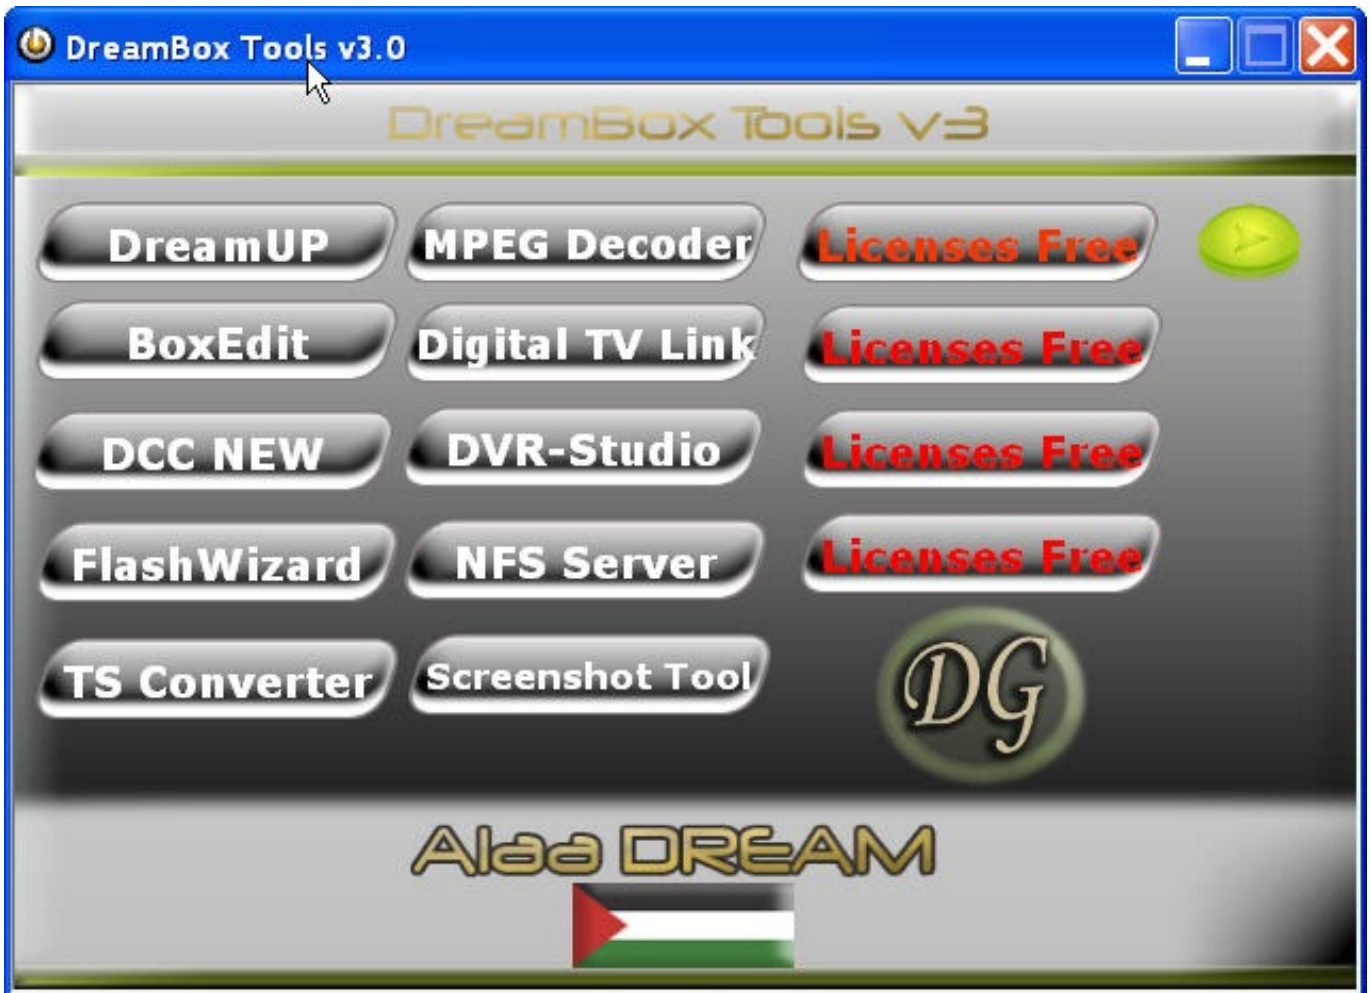 DreamBox Tools v3.0
DreamBox Tools v3
DreamUP MPEG Decoder Licenses Free
BoxEdit Digital TV Link Licenses Free
DCC NEW DVR-Studio Licenses Free
FlashWizard NFS Server Licenses Free
TS Converter Screenshot Tool
DG
Alaa DREAM